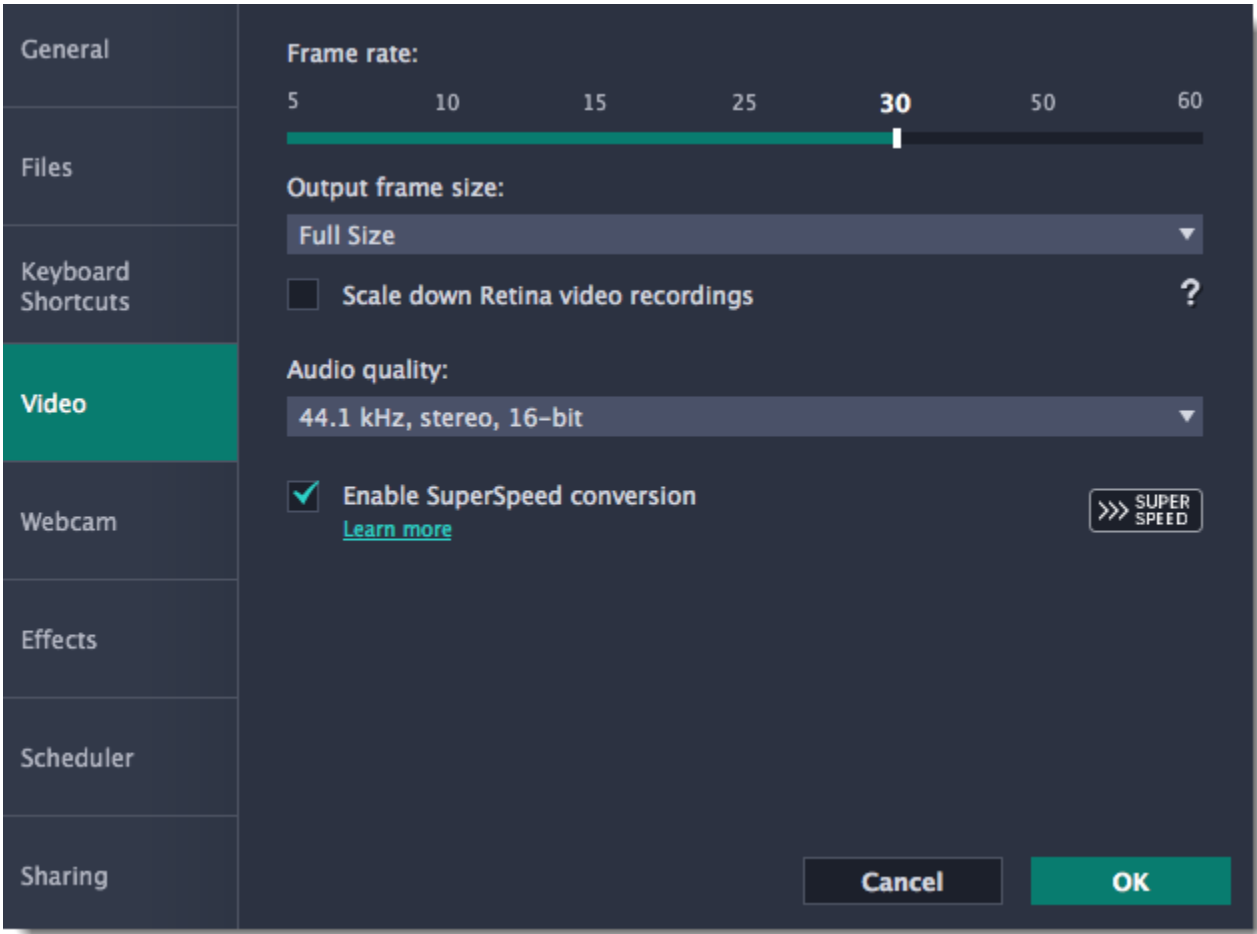 General
Files
Keyboard
Shortcuts
Video
Webcam
Effects
Scheduler
Sharing
Frame rate:
5 10 15 25 30 50 60
Output frame size:
Full Size
Scale down Retina video recordings ?
Audio quality:
44.1 kHz, stereo, 16-bit
Enable SuperSpeed conversion
Learn more
>>> SUPER
SPEED
Cancel OK